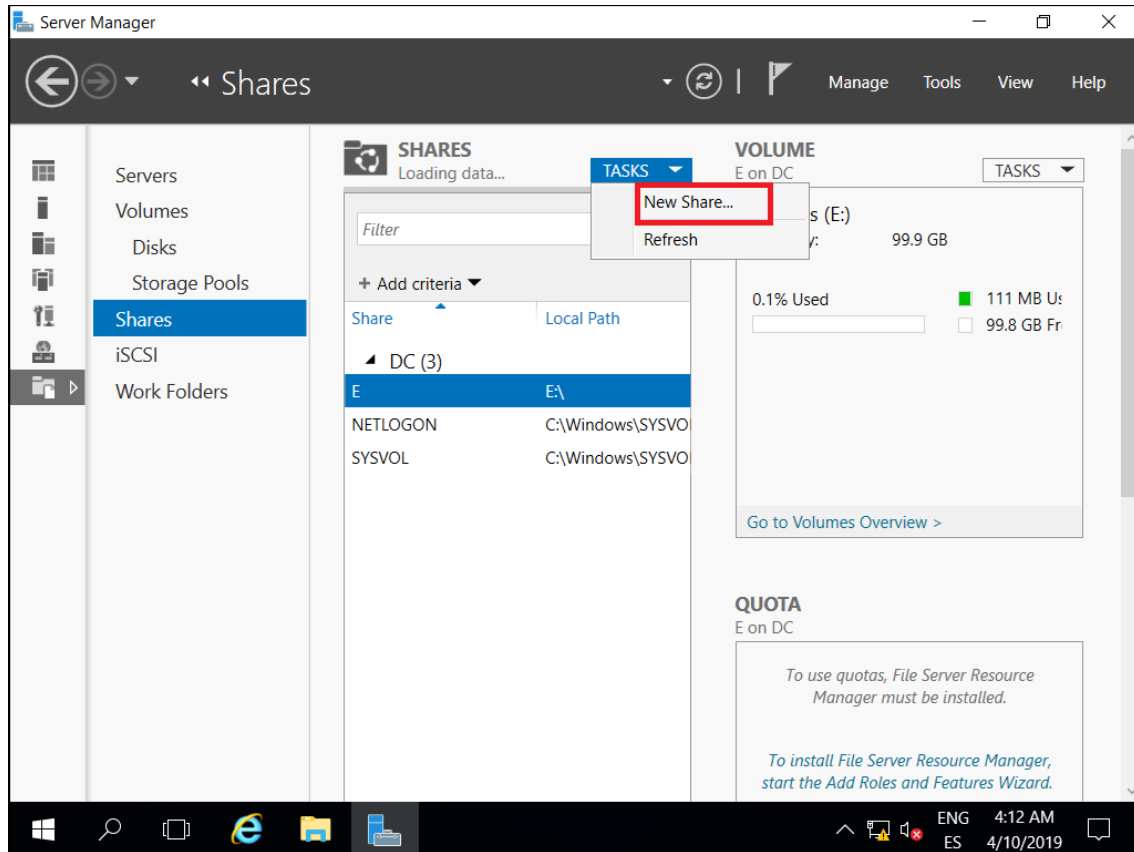 Server Manager
Shares
Manage Tools View Help
Servers
Volumes
Disks
Storage Pools
Shares
iSCSI
Work Folders
SHARES
Loading data...
TASKS
New Share...
Refresh
Filter
Add criteria
Share Local Path
DC (3)
E E:\
NETLOGON C:\Windows\SYSVO
SYSVOL C:\Windows\SYSVO
VOLUME
E on DC
TASKS
s (E:)
y: 99.9 GB
0.1% Used
111 MB Us
99.8 GB Fr
Go to Volumes Overview >
QUOTA
E on DC
To use quotas, File Server Resource
Manager must be installed.
To install File Server Resource Manager,
start the Add Roles and Features Wizard.
ENG 4:12 AM
ES 4/10/2019